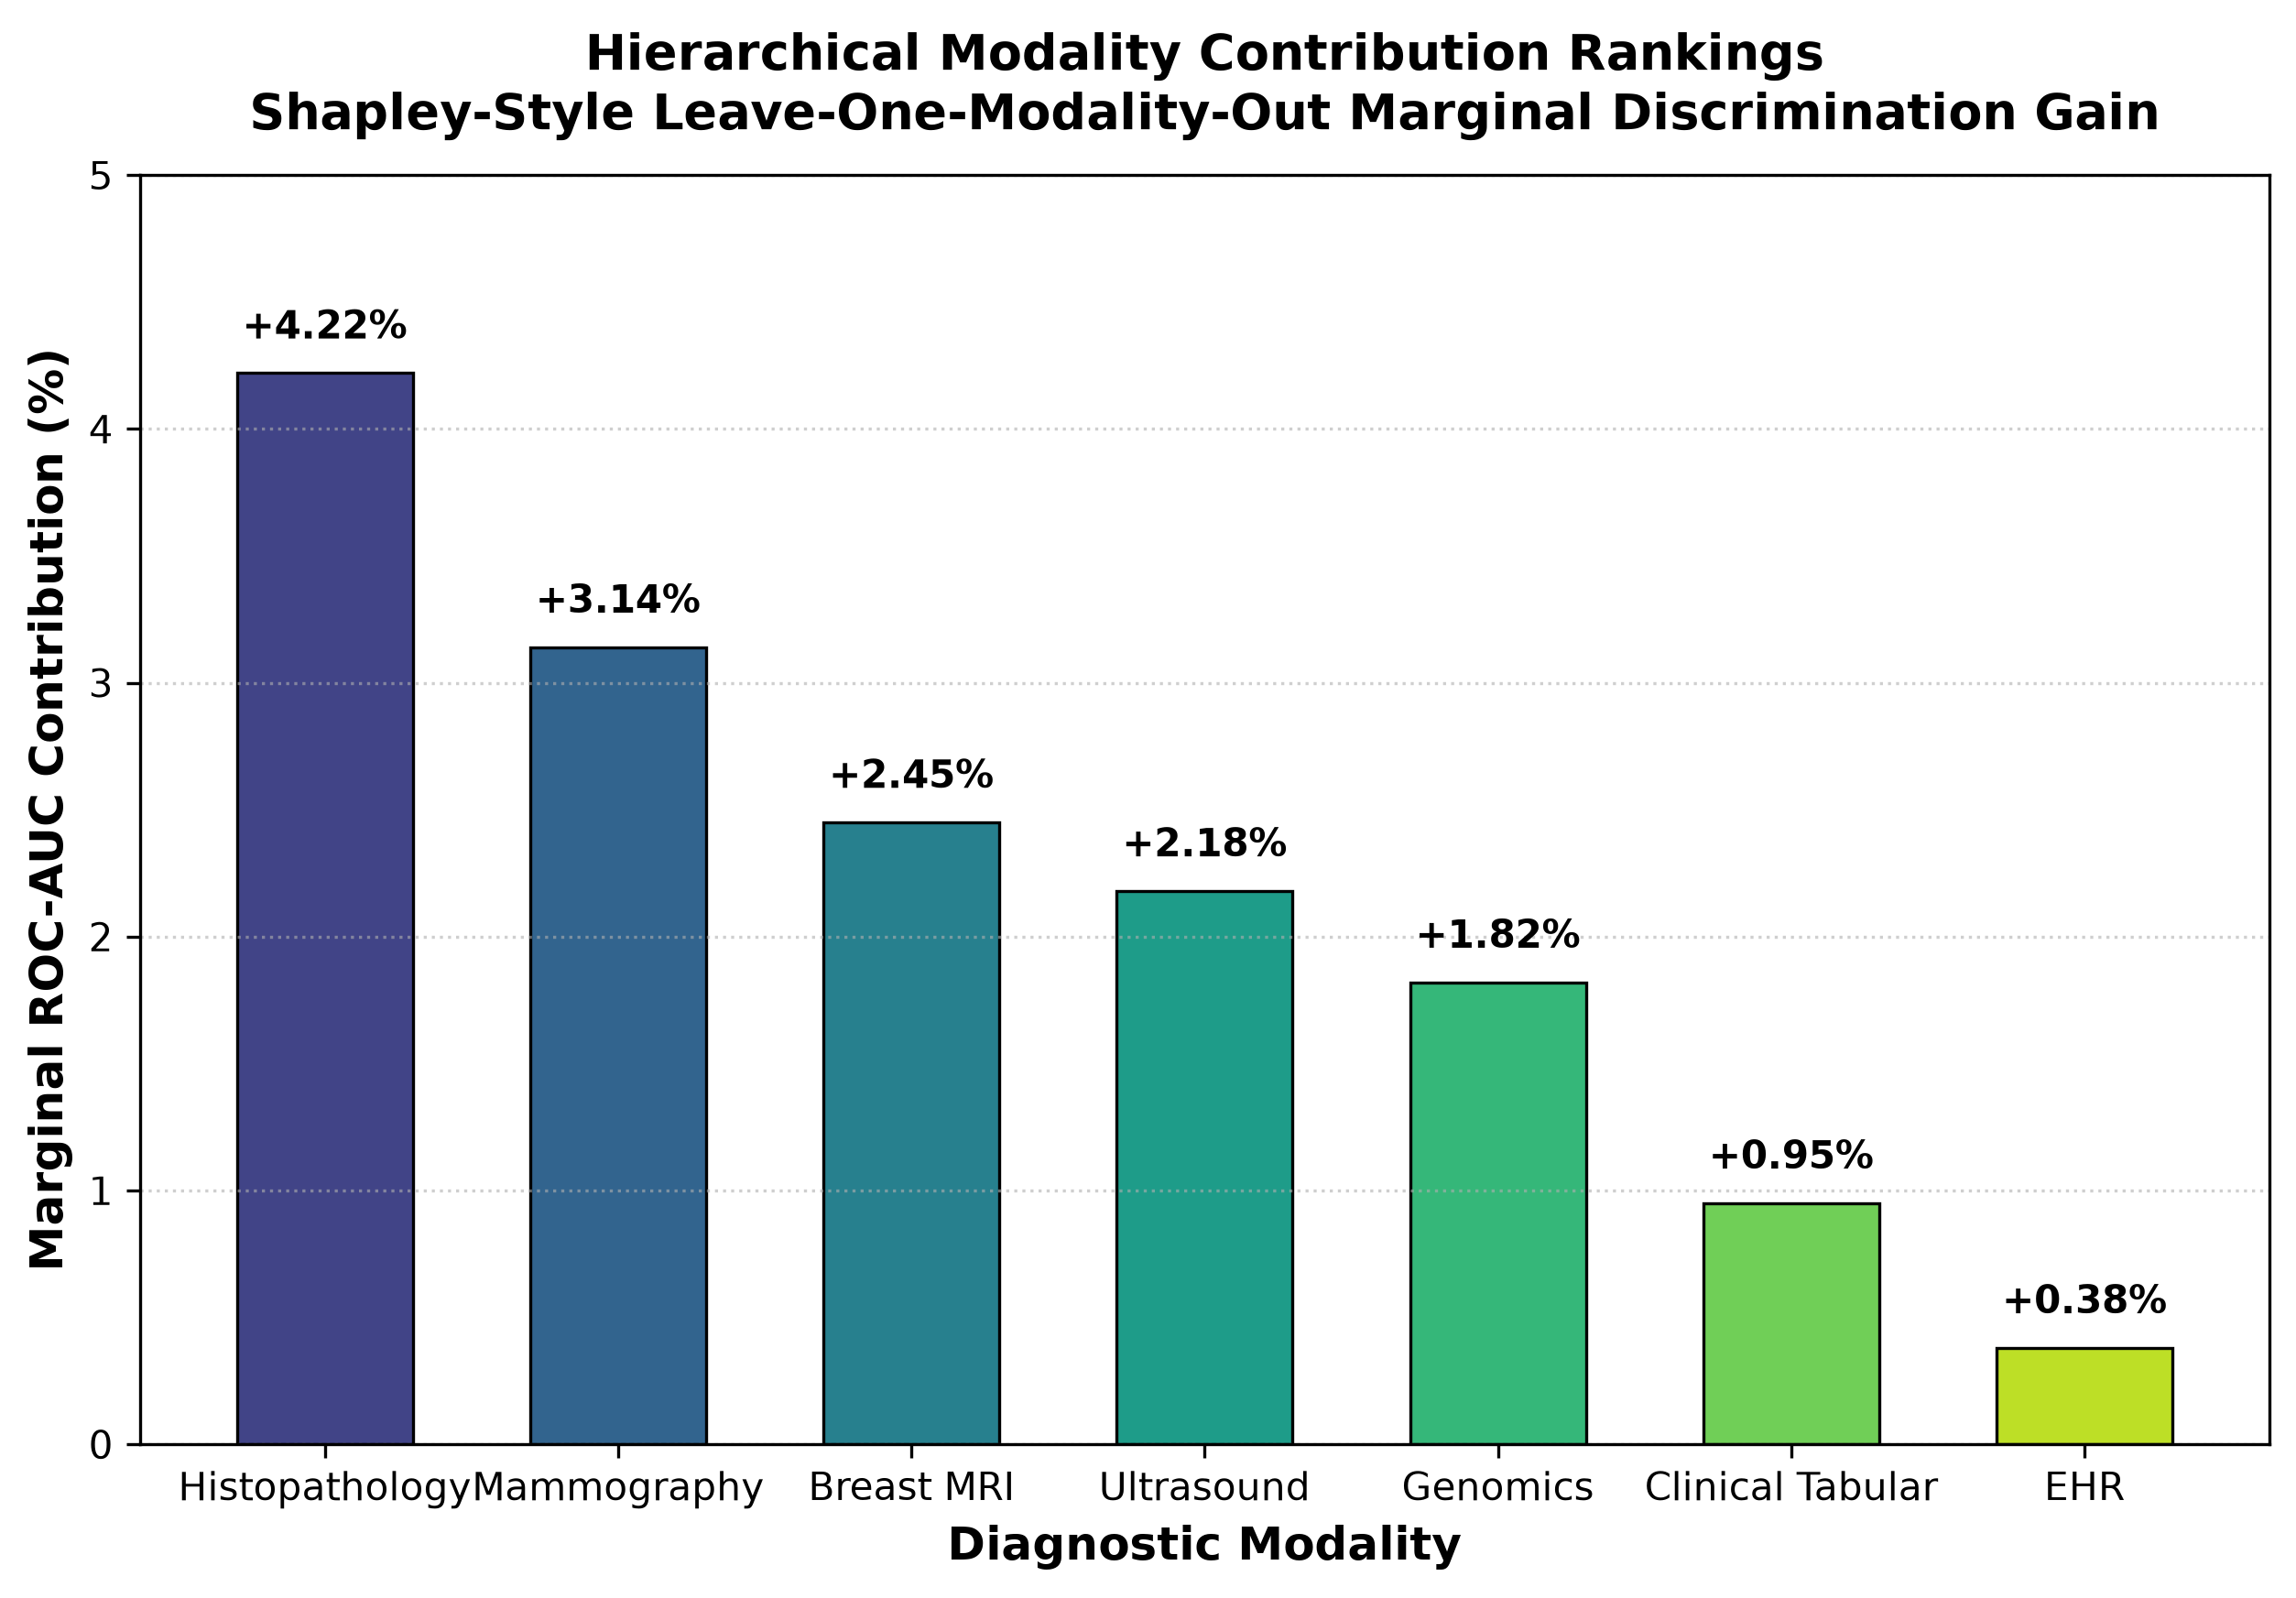 Hierarchical Modality Contribution Rankings
Shapley-Style Leave-One-Modality-Out Marginal Discrimination Gain
Marginal ROC-AUC Contribution (%)
5
4
3
2
1
0
+4.22%
+3.14%
+2.45%
+2.18%
+1.82%
+0.95%
+0.38%
Histopathology Mammography Breast MRI Ultrasound Genomics Clinical Tabular EHR
Diagnostic Modality